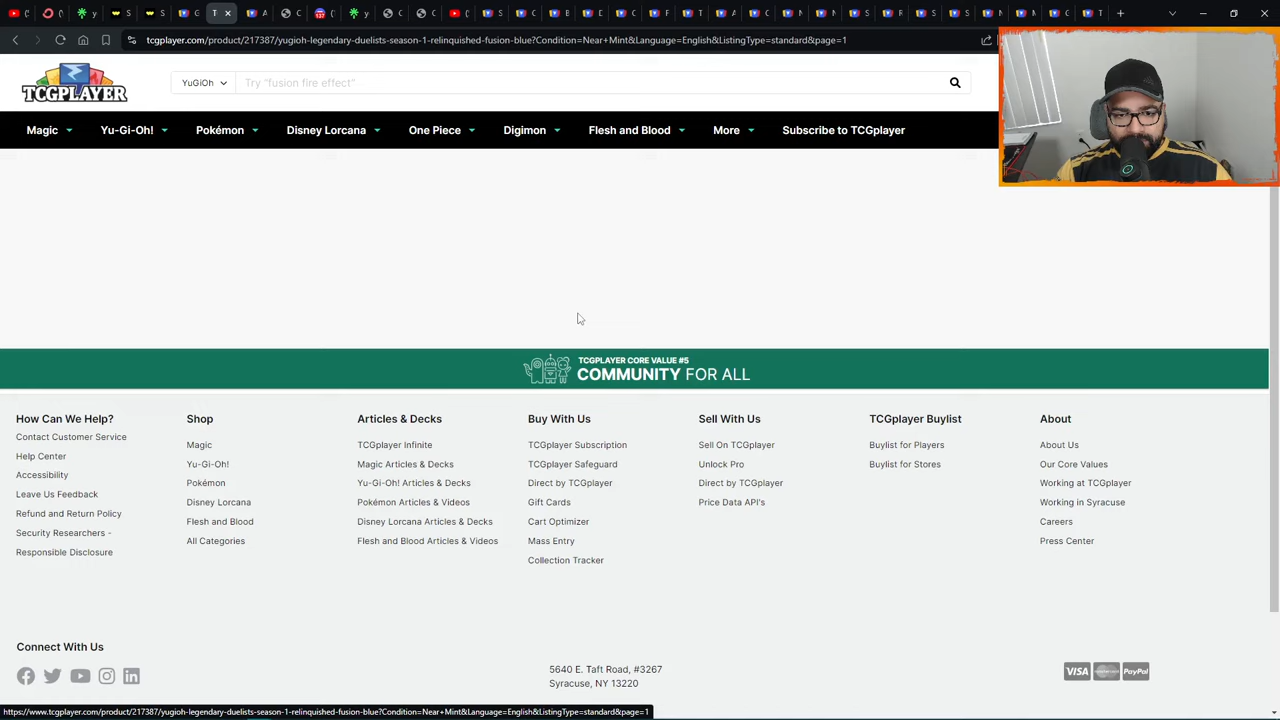 tcgplayer.com/product/217387/yugioh-legendary-duelists-season-1-relinquished-fusion-blue?Condition=Near+Mint&Language=English&ListingType=standard&page=1
TCGPLAYER
YuGiOh
Try "fusion fire effect"
Magic
Yu-Gi-Oh!
Pokémon
Disney Lorcana
One Piece
Digimon
Flesh and Blood
More
Subscribe to TCGplayer
TCGPLAYER CORE VALUE #5
COMMUNITY FOR ALL
How Can We Help?
Contact Customer Service
Help Center
Accessibility
Leave Us Feedback
Refund and Return Policy
Security Researchers -
Responsible Disclosure
Shop
Magic
Yu-Gi-Oh!
Pokémon
Disney Lorcana
Flesh and Blood
All Categories
Articles & Decks
TCGplayer Infinite
Magic Articles & Decks
Yu-Gi-Oh! Articles & Decks
Pokémon Articles & Videos
Disney Lorcana Articles & Decks
Flesh and Blood Articles & Videos
Buy With Us
TCGplayer Subscription
TCGplayer Safeguard
Direct by TCGplayer
Gift Cards
Cart Optimizer
Mass Entry
Collection Tracker
Sell With Us
Sell On TCGplayer
Unlock Pro
Direct by TCGplayer
Price Data API's
TCGplayer Buylist
Buylist for Players
Buylist for Stores
About
About Us
Our Core Values
Working at TCGplayer
Working in Syracuse
Careers
Press Center
Connect With Us
5640 E. Taft Road, #3267
Syracuse, NY 13220
VISA
PayPal
https://www.tcgplayer.com/product/217387/yugioh-legendary-duelists-season-1-relinquished-fusion-blue?Condition=Near+Mint&Language=English&ListingType=standard&page=1